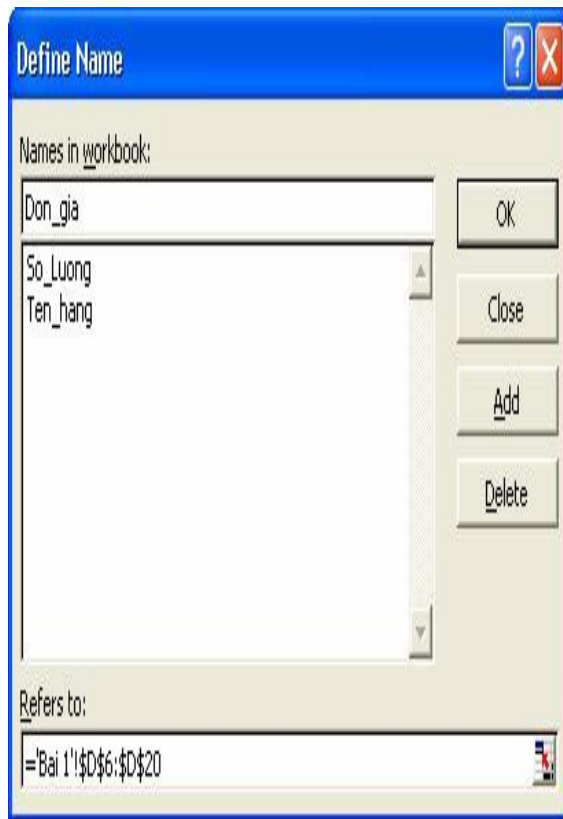 Define Name
Names in workbook:
Don_gia
OK
So_Luong
Ten_hang
Close
Add
Delete
Refers to:
='Bai 1'!$D$6:$D$20